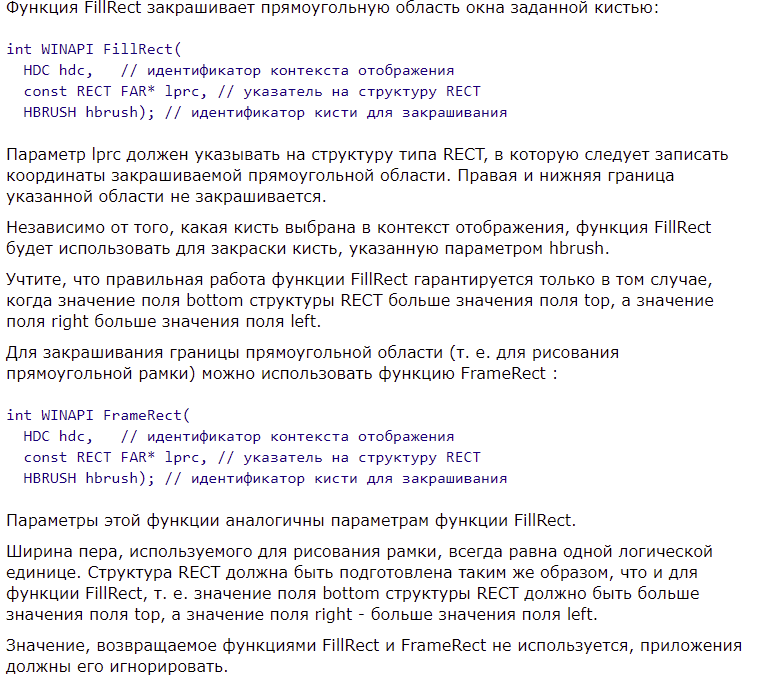 Функция FillRect закрашивает прямоугольную область окна заданной кистью:
int WINAPI FillRect(
HDC hdc,   // идентификатор контекста отображения
const RECT FAR* lprc, // указатель на структуру RECT
HBRUSH hbrush); // идентификатор кисти для закрашивания
Параметр lprc должен указывать на структуру типа RECT, в которую следует записать
координаты закрашиваемой прямоугольной области. Правая и нижняя граница
указанной области не закрашивается.
Независимо от того, какая кисть выбрана в контекст отображения, функция FillRect
будет использовать для закраски кисть, указанную параметром hbrush.
Учтите, что правильная работа функции FillRect гарантируется только в том случае,
когда значение поля bottom структуры RECT больше значения поля top, а значение
поля right больше значения поля left.
Для закрашивания границы прямоугольной области (т. е. для рисования
прямоугольной рамки) можно использовать функцию FrameRect :
int WINAPI FrameRect(
HDC hdc,   // идентификатор контекста отображения
const RECT FAR* lprc, // указатель на структуру RECT
HBRUSH hbrush); // идентификатор кисти для закрашивания
Параметры этой функции аналогичны параметрам функции FillRect.
Ширина пера, используемого для рисования рамки, всегда равна одной логической
единице. Структура RECT должна быть подготовлена таким же образом, что и для
функции FillRect, т. е. значение поля bottom структуры RECT должно быть больше
значения поля top, а значение поля right - больше значения поля left.
Значение, возвращаемое функциями FillRect и FrameRect не используется, приложения
должны его игнорировать.